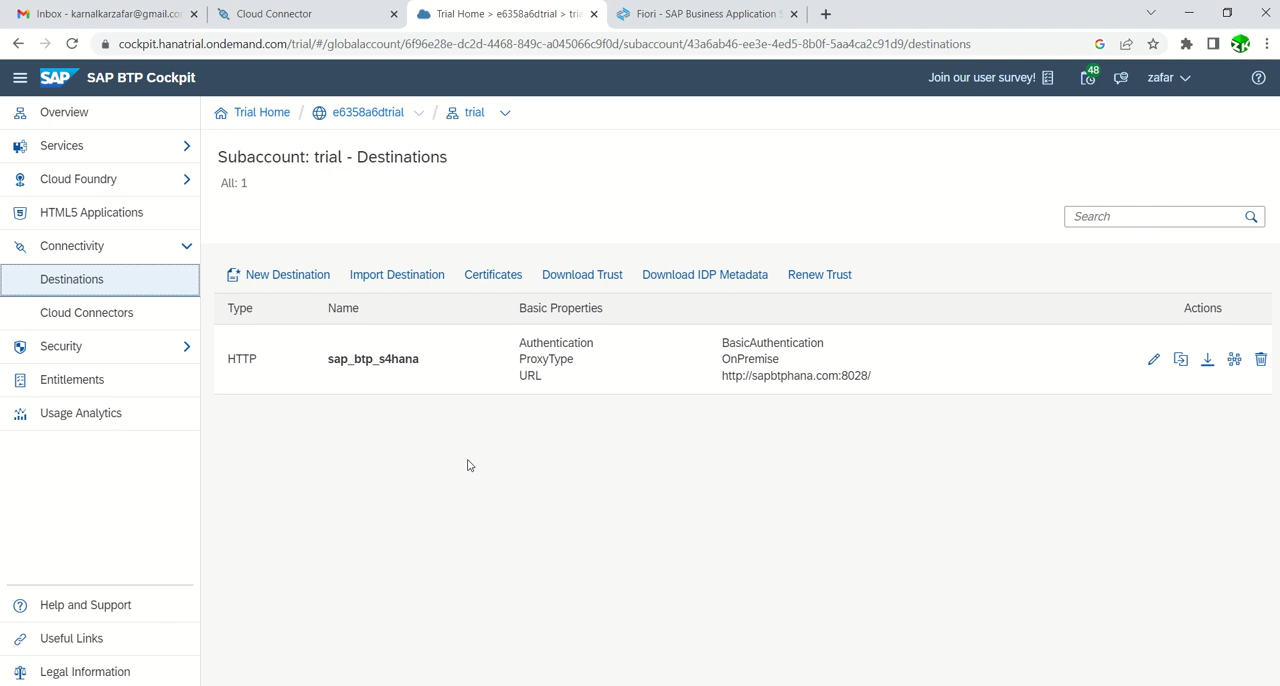 Inbox - karnalkarzafar@gmail.co
Cloud Connector
Trial Home > e6358a6dtrial > tria
Fiori - SAP Business Application S
cockpit.hanatrial.ondemand.com/trial/#/globalaccount/6f96e28e-dc2d-4468-849c-a045066c9f0d/subaccount/43a6ab46-ee3e-4ed5-8b0f-5aa4ca2c91d9/destinations
SAP SAP BTP Cockpit
Join our user survey!
48
zafar
Overview
Services
Cloud Foundry
HTML5 Applications
Connectivity
Destinations
Cloud Connectors
Security
Entitlements
Usage Analytics
Help and Support
Useful Links
Legal Information
Trial Home / e6358a6dtrial / trial
Subaccount: trial - Destinations
All: 1
Search
New Destination Import Destination Certificates Download Trust Download IDP Metadata Renew Trust
Type Name Basic Properties Actions
HTTP sap_btp_s4hana
Authentication BasicAuthentication
ProxyType OnPremise
URL http://sapbtphana.com:8028/